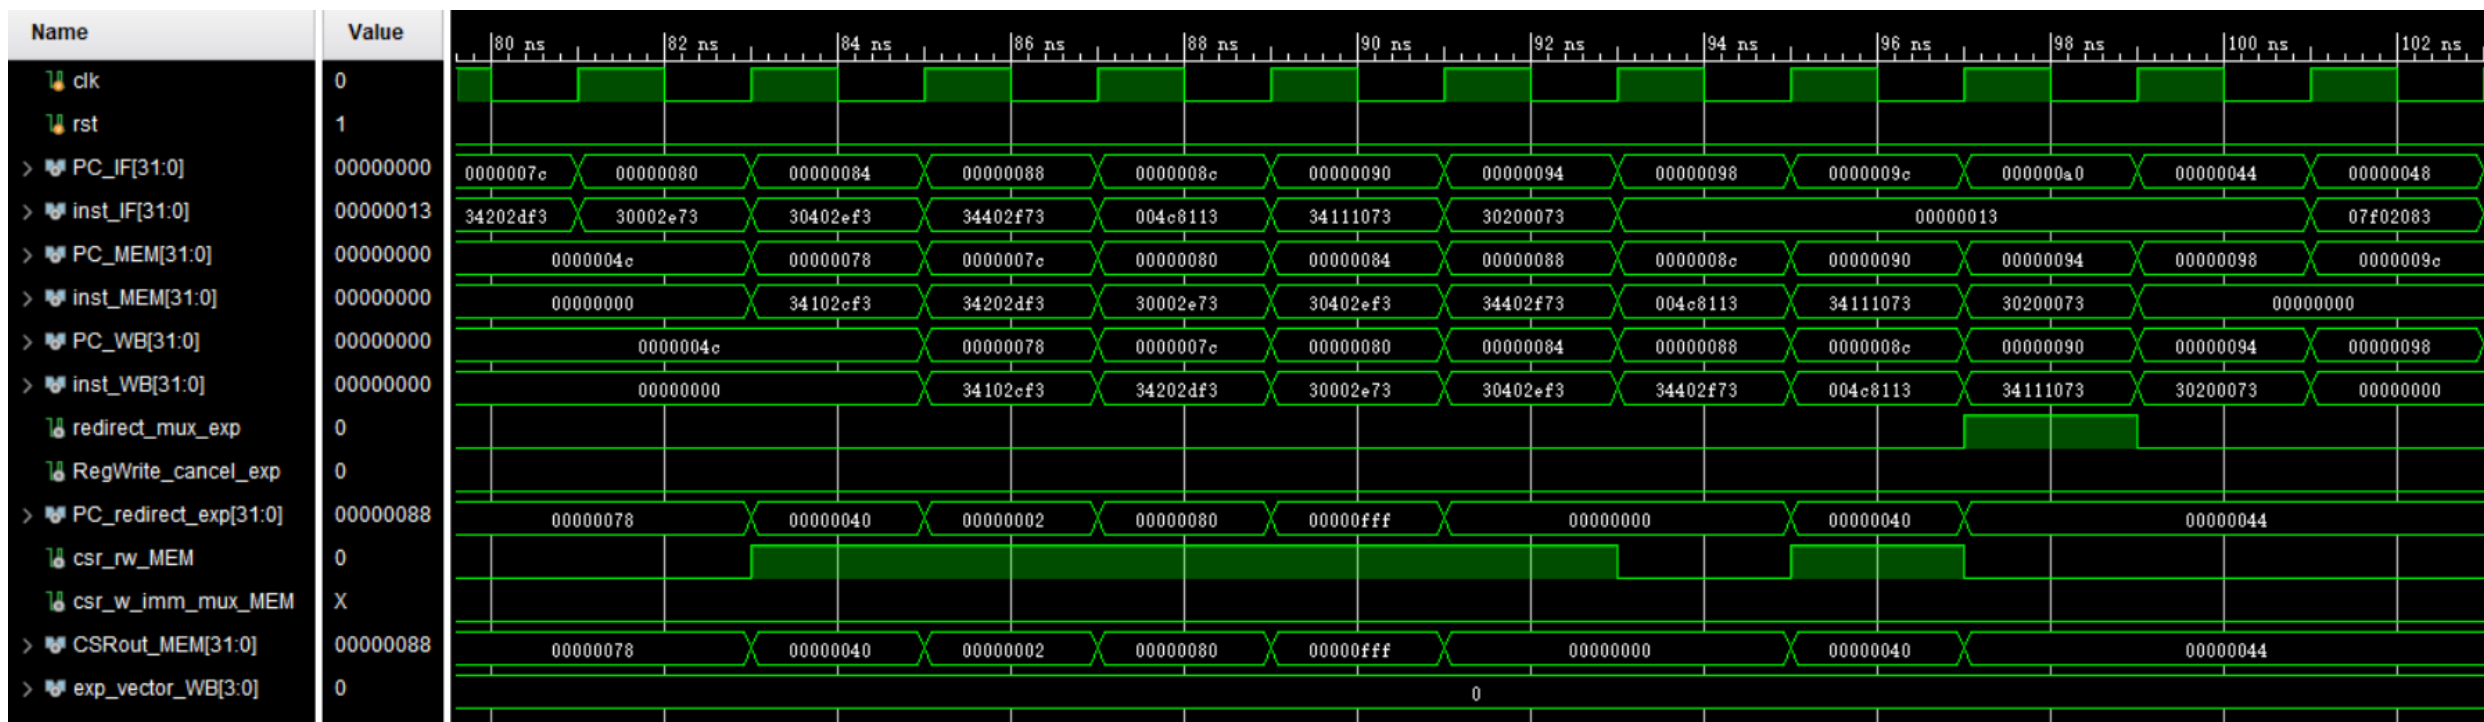 Name Value 80 ns 82 ns 84 ns 86 ns 88 ns 90 ns 92 ns 94 ns 96 ns 98 ns 100 ns 102 ns
clk 0
rst 1
PC_IF[31:0] 00000000 0000007c 00000080 00000084 00000088 0000008c 00000090 00000094 00000098 0000009c 000000a0 00000044 00000048
inst_IF[31:0] 00000013 34202df3 30002e73 30402ef3 34402f73 004c8113 34111073 30200073 00000013 07f02083
PC_MEM[31:0] 00000000 0000004c 00000078 0000007c 00000080 00000084 00000088 0000008c 00000090 00000094 00000098 0000009c
inst_MEM[31:0] 00000000 00000000 34102cf3 34202df3 30002e73 30402ef3 34402f73 004c8113 34111073 30200073 00000000
PC_WB[31:0] 00000000 0000004c 00000078 0000007c 00000080 00000084 00000088 0000008c 00000090 00000094 00000098
inst_WB[31:0] 00000000 00000000 34102cf3 34202df3 30002e73 30402ef3 34402f73 004c8113 34111073 30200073 00000000
redirect_mux_exp 0
RegWrite_cancel_exp 0
PC_redirect_exp[31:0] 00000088 00000078 00000040 00000002 00000080 00000fff 00000000 00000040 00000044
csr_rw_MEM 0
csr_w_imm_mux_MEM X
CSRout_MEM[31:0] 00000088 00000078 00000040 00000002 00000080 00000fff 00000000 00000040 00000044
exp_vector_WB[3:0] 0 0